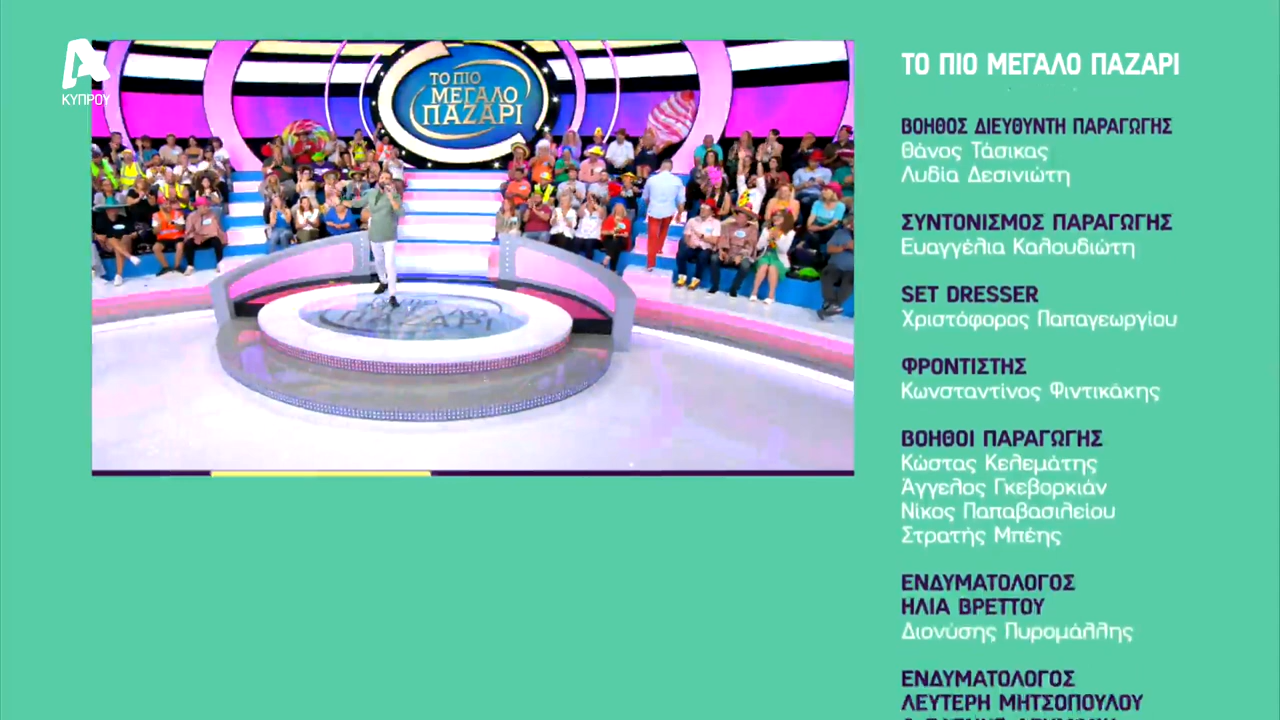 ΚΥΠΡΟΥ
ΤΟ ΠΙΟ
ΜΕΓΑΛΟ
ΠΑΖΑΡΙ
ΠΑΖΑΡΙ
ΤΟ ΠΙΟ ΜΕΓΑΛΟ ΠΑΖΑΡΙ
ΒΟΗΘΟΣ ΔΙΕΥΘΥΝΤΗ ΠΑΡΑΓΩΓΗΣ
Θάνος Τάσικας
Λυδία Δεσινιώτη
ΣΥΝΤΟΝΙΣΜΟΣ ΠΑΡΑΓΩΓΗΣ
Ευαγγέλια Καλουδιώτη
SET DRESSER
Χριστόφορος Παπαγεωργίου
ΦΡΟΝΤΙΣΤΗΣ
Κωνσταντίνος Φιντικάκης
ΒΟΗΘΟΙ ΠΑΡΑΓΩΓΗΣ
Κώστας Κελεμάτης
Άγγελος Γκεβορκιάν
Νίκος Παπαβασιλείου
Στρατής Μπέης
ΕΝΔΥΜΑΤΟΛΟΓΟΣ
ΗΛΙΑ ΒΡΕΤΤΟΥ
Διονύσης Πυρομάλλης
ΕΝΔΥΜΑΤΟΛΟΓΟΣ
ΛΕΥΤΕΡΗ ΜΗΤΣΟΠΟΥΛΟΥ